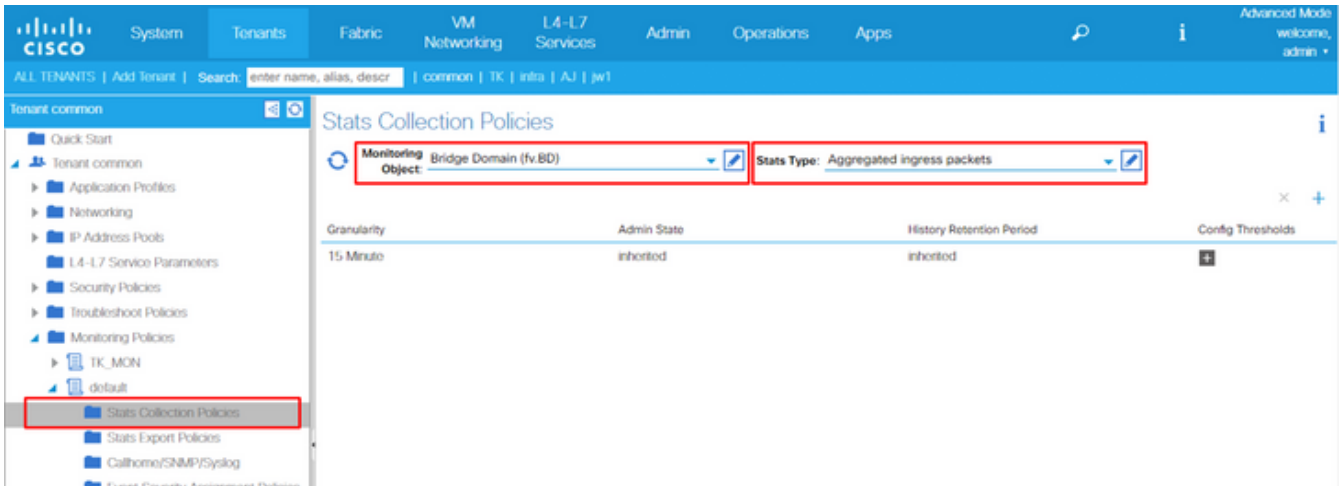 CISCO
System
Tenants
Fabric
VM
Networking
L4-L7
Services
Admin
Operations
Apps
i
Advanced Mode
welcome,
admin
ALL TENANTS | Add Tenant | Search: enter name, alias, descr | common | TK | infra | AJ | jw1
Tenant common
Quick Start
Tenant common
Application Profiles
Networking
IP Address Pools
L4-L7 Service Parameters
Security Policies
Troubleshoot Policies
Monitoring Policies
TK_MON
default
Stats Collection Policies
Stats Export Policies
Callhome/SNMP/Syslog
Event Severity Assignment Policies
Stats Collection Policies
i
Monitoring
Object: Bridge Domain (fv.BD)
Stats Type: Aggregated ingress packets
Granularity Admin State History Retention Period Config Thresholds
15 Minute inherited inherited